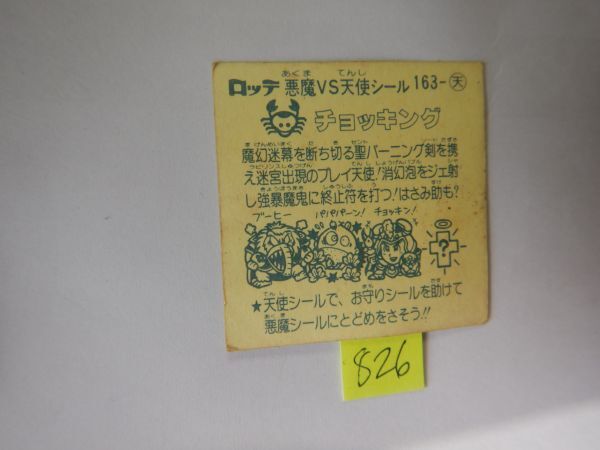 ロッテ 悪魔VS天使シール 163-天
チョッキング
魔幻迷幕を断ち切る聖バーニング剣を携
え迷宮出現のプレイ天使!消幻泡をジェ射
し強暴魔鬼に終止符を打つ!はさみ助も?
ブーヒー パパパパーン! チョッキン!
?
★天使シールで、お守りシールを助けて
悪魔シールにとどめをさそう!!
826